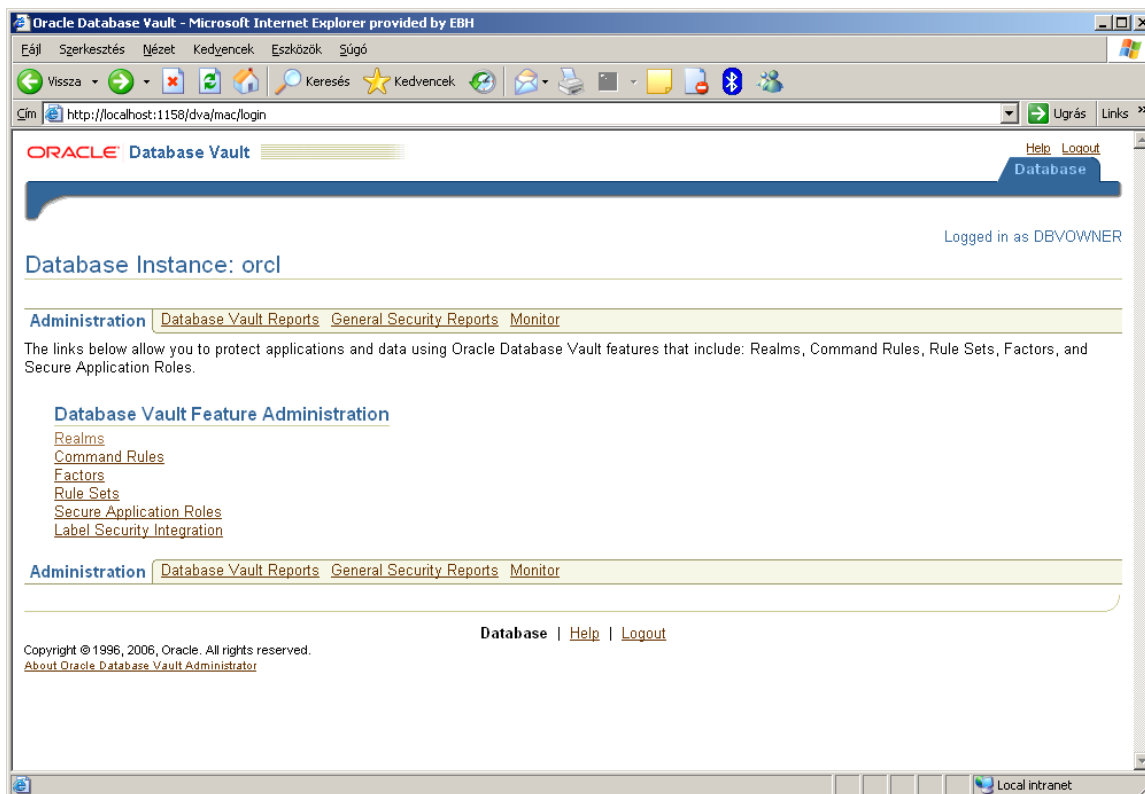 Oracle Database Vault - Microsoft Internet Explorer provided by EBH
Fájl Szerkesztés Nézet Kedvencek Eszközök Súgó
Vissza Keresés Kedvencek
Cím http://localhost:1158/dva/mac/login Ugrás Links »
ORACLE Database Vault Help Logout
Database
Logged in as DBVOWNER
Database Instance: orcl
Administration Database Vault Reports General Security Reports Monitor
The links below allow you to protect applications and data using Oracle Database Vault features that include: Realms, Command Rules, Rule Sets, Factors, and
Secure Application Roles.
Database Vault Feature Administration
Realms
Command Rules
Factors
Rule Sets
Secure Application Roles
Label Security Integration
Administration Database Vault Reports General Security Reports Monitor
Database | Help | Logout
Copyright © 1996, 2006, Oracle. All rights reserved.
About Oracle Database Vault Administrator
Local intranet